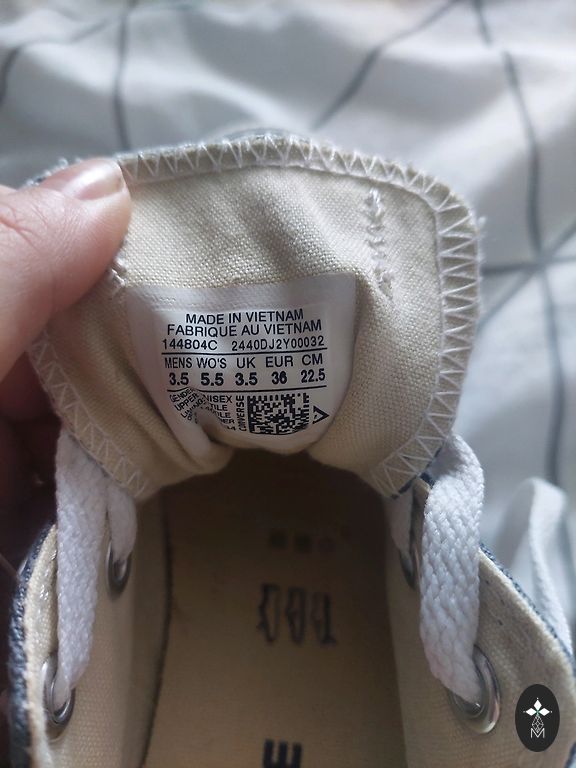 MADE IN VIETNAM
FABRIQUE AU VIETNAM
144804C 2440DJ2Y00032
MENS WO'S UK EUR CM
3.5 5.5 3.5 36 22.5
UPPER
CONVERSE
M